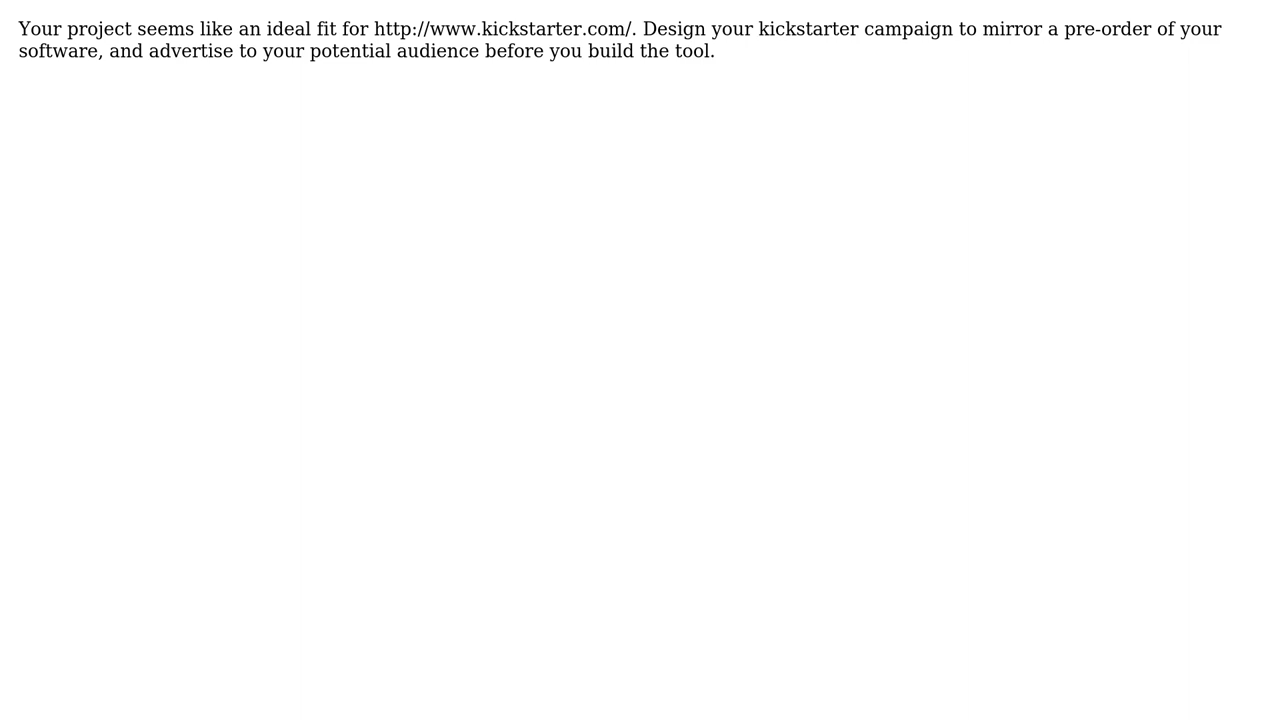 Your project seems like an ideal fit for http://www.kickstarter.com/. Design your kickstarter campaign to mirror a pre-order of your
software, and advertise to your potential audience before you build the tool.